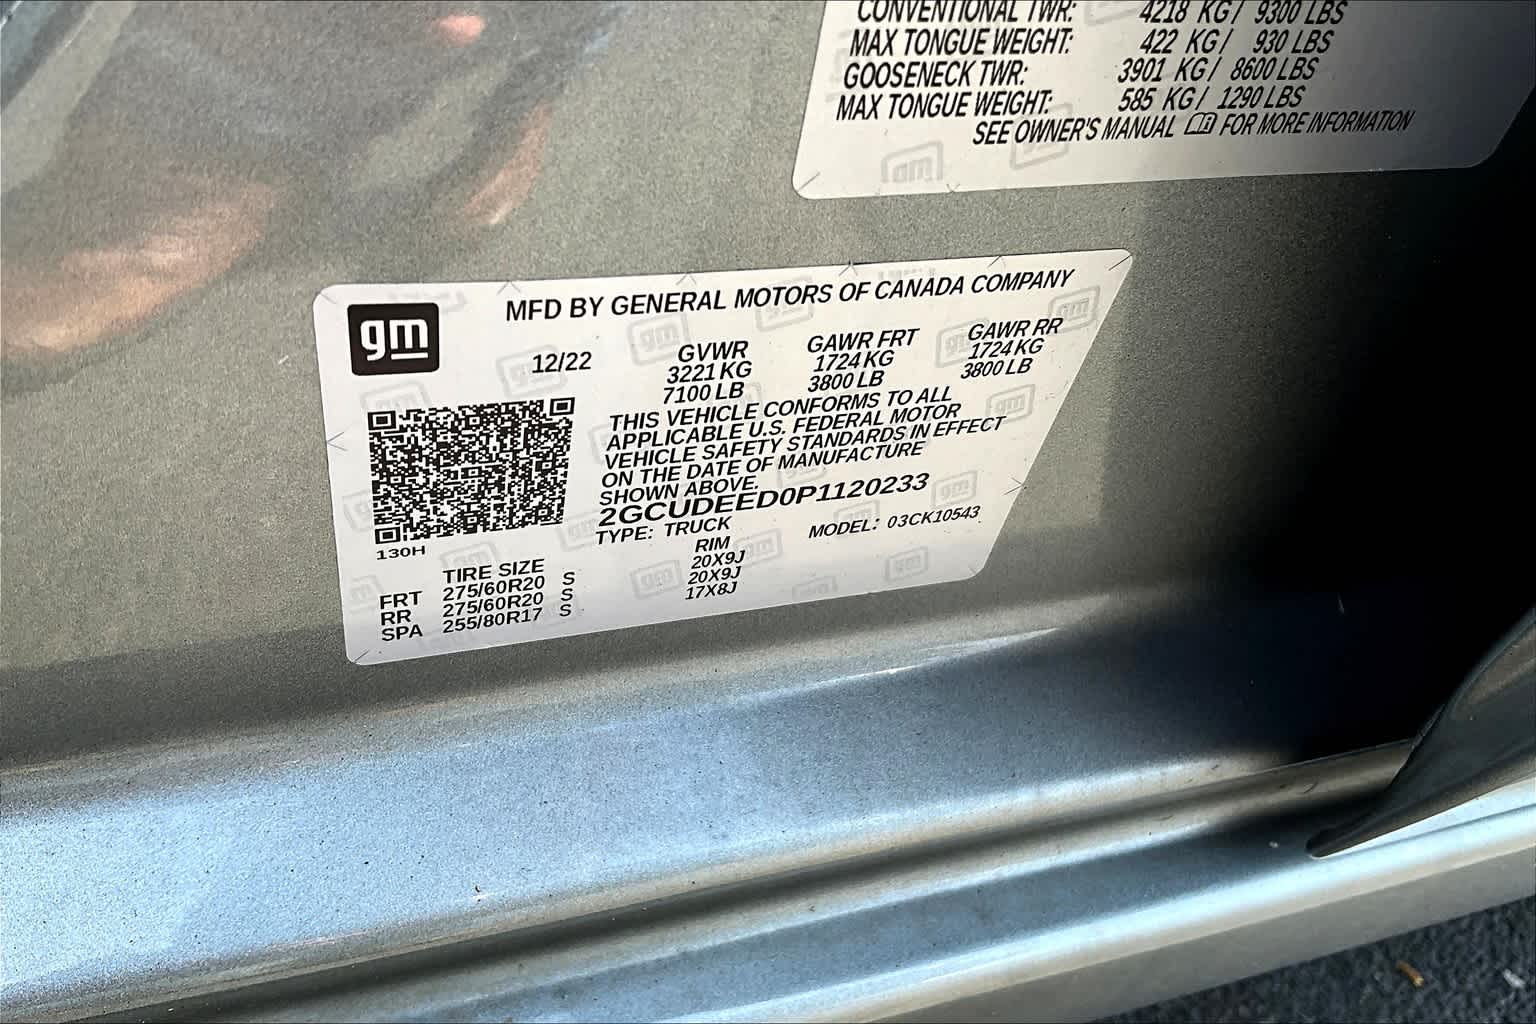 CONVENTIONAL TWR: 4218 KG/ 9300 LBS
MAX TONGUE WEIGHT: 422 KG/ 930 LBS
GOOSENECK TWR: 3901 KG/ 8600 LBS
MAX TONGUE WEIGHT: 585 KG/ 1290 LBS
SEE OWNER'S MANUAL FOR MORE INFORMATION
gm
MFD BY GENERAL MOTORS OF CANADA COMPANY
12/22
GVWR GAWR FRT GAWR RR
3221 KG 1724 KG 1724 KG
7100 LB 3800 LB 3800 LB
THIS VEHICLE CONFORMS TO ALL
APPLICABLE U.S. FEDERAL MOTOR
VEHICLE SAFETY STANDARDS IN EFFECT
ON THE DATE OF MANUFACTURE
SHOWN ABOVE.
2GCUDEED0P1120233
TYPE: TRUCK MODEL: 03CK10543
130H
TIRE SIZE RIM
FRT 275/60R20 S 20X9J
RR 275/60R20 S 20X9J
SPA 255/80R17 S 17X8J